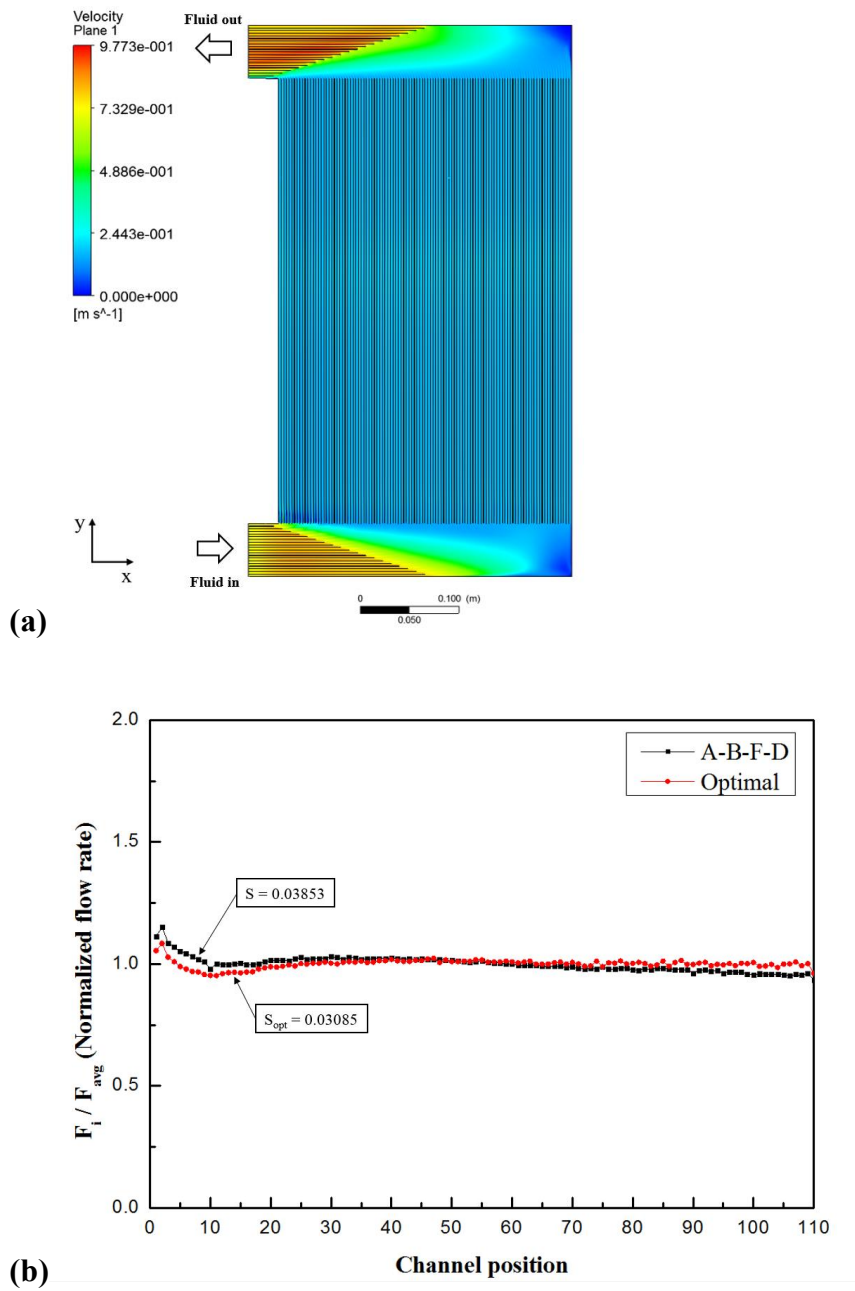 Velocity
Plane 1
9.773e-001
7.329e-001
4.886e-001
2.443e-001
0.000e+000
[m s^-1]
Fluid out
y
x
Fluid in
0 0.100 (m)
0.050
(a)
2.0
1.5
1.0
0.5
0.0
F_i / F_avg (Normalized flow rate)
A-B-F-D
Optimal
S = 0.03853
S_opt = 0.03085
0 10 20 30 40 50 60 70 80 90 100 110
Channel position
(b)